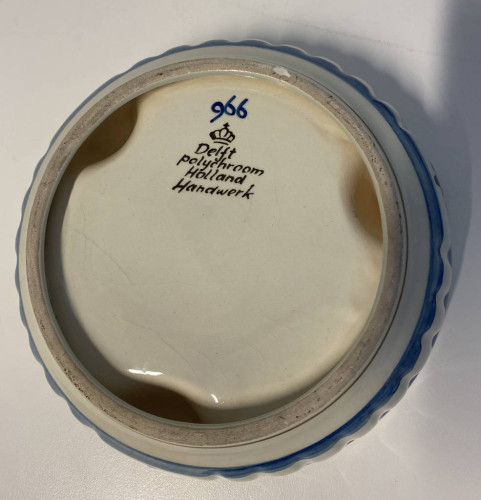 966
Delft
polychroom
Holland
Handwerk